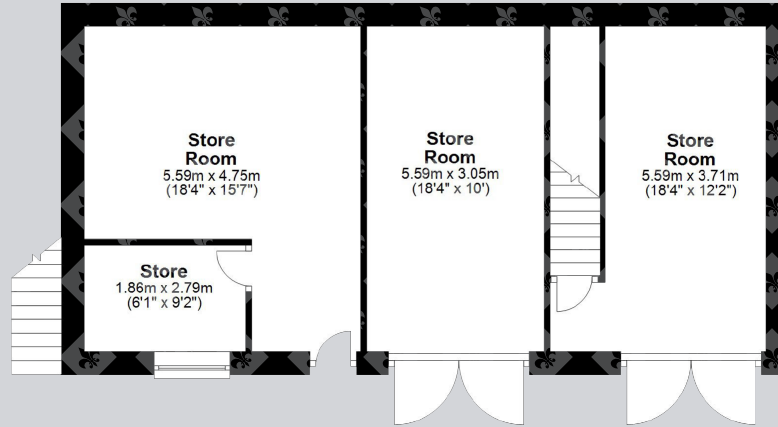 Store
Room
5.59m x 4.75m
(18'4" x 15'7")
Store
Room
5.59m x 3.05m
(18'4" x 10')
Store
Room
5.59m x 3.71m
(18'4" x 12'2")
Store
1.86m x 2.79m
(6'1" x 9'2")